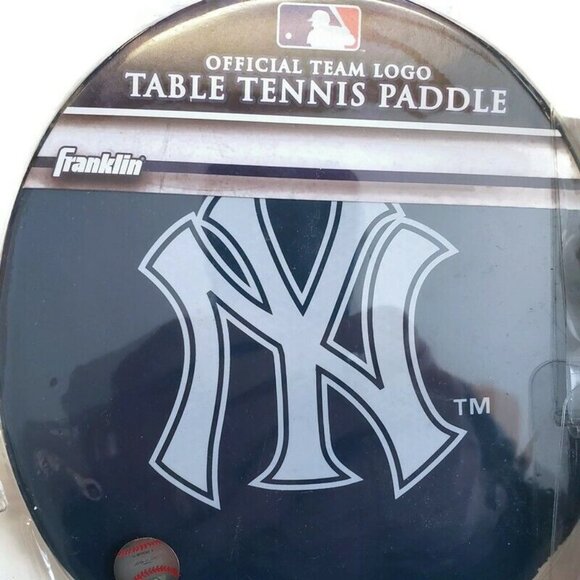 OFFICIAL TEAM LOGO
TABLE TENNIS PADDLE
Franklin
NY
TM